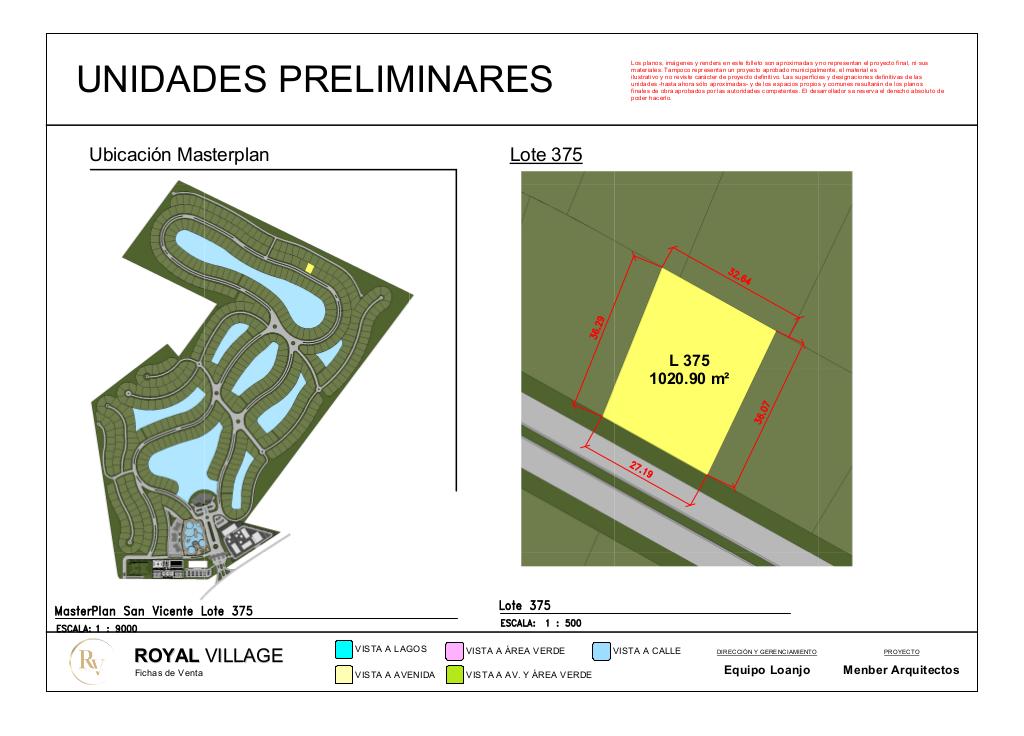 UNIDADES PRELIMINARES
Los planos, imágenes y renders en este folleto son aproximadas y no representan el proyecto final, ni sus
materiales. Tampoco representan un proyecto aprobado municipalmente, el material es
ilustrativo y no reviste carácter de proyecto definitivo. Las superficies y designaciones definitivas de las
unidades -hasta ahora sólo aproximadas- y de los espacios propios y comunes resultarán de los planos
finales de obra aprobados por las autoridades competentes. El desarrollador se reserva el derecho absoluto de
poder hacerlo.
Ubicación Masterplan
Lote 375
32.64
36.29
L 375
1020.90 m²
36.07
27.19
MasterPlan San Vicente Lote 375
ESCALA: 1 : 9000
Lote 375
ESCALA: 1 : 500
RV
ROYAL VILLAGE
Fichas de Venta
VISTA A LAGOS
VISTA A ÁREA VERDE
VISTA A CALLE
VISTA A AVENIDA
VISTA A AV. Y ÁREA VERDE
DIRECCIÓN Y GERENCIAMIENTO
Equipo Loanjo
PROYECTO
Menber Arquitectos